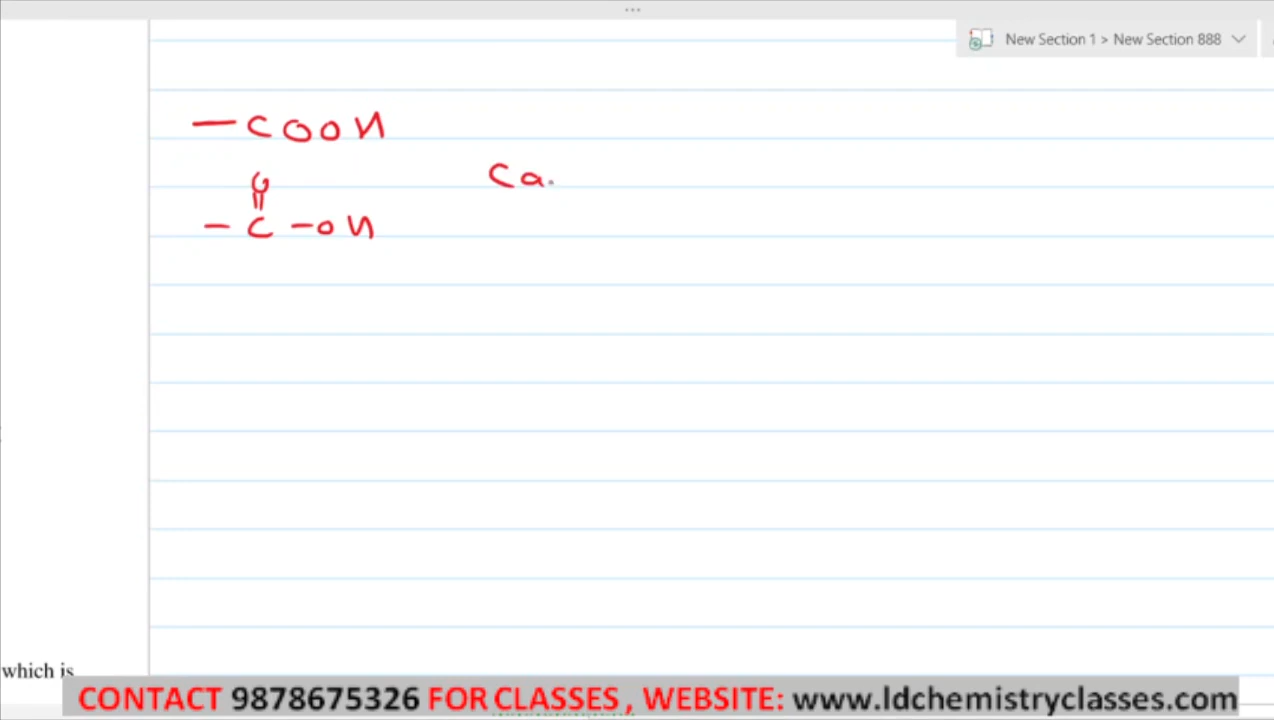 ...
New Section 1 > New Section 888
—COOH
Ca
O
||
-C-OH
which is
CONTACT 9878675326 FOR CLASSES , WEBSITE: www.ldchemistryclasses.com